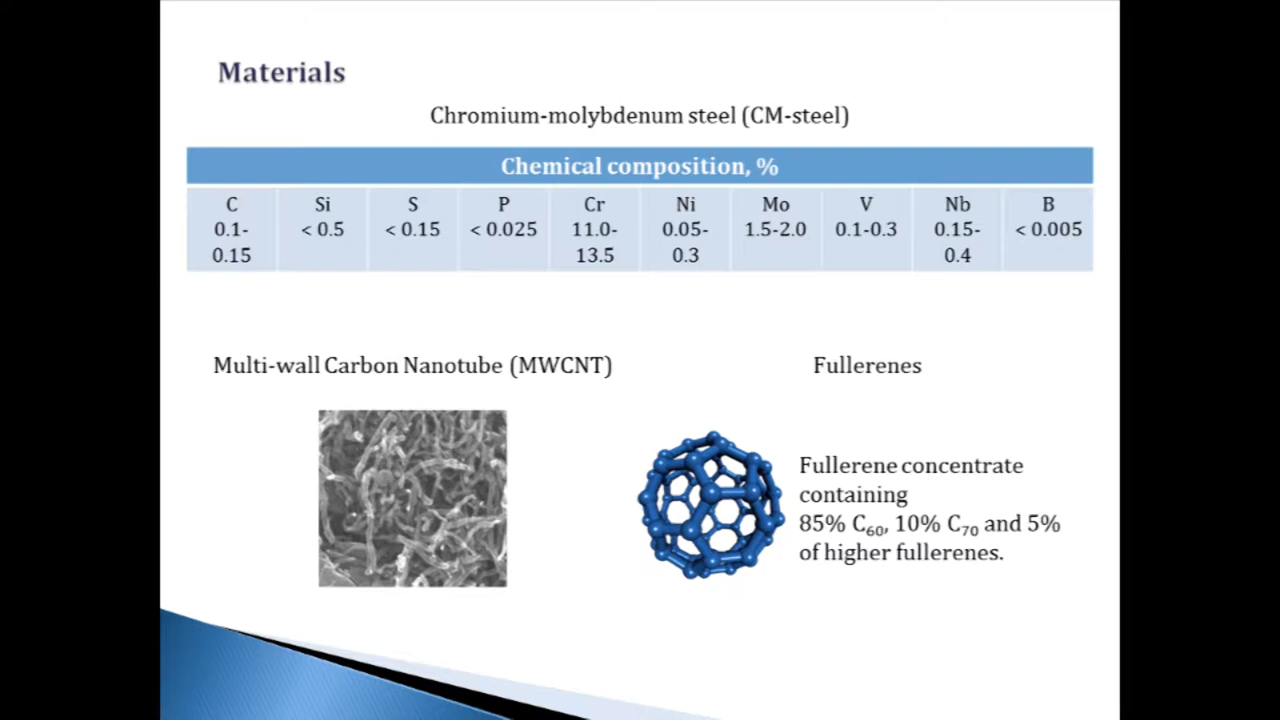 Materials
Chromium-molybdenum steel (CM-steel)
Chemical composition, %
C Si S P Cr Ni Mo V Nb B
0.1- < 0.5 < 0.15 < 0.025 11.0- 0.05- 1.5-2.0 0.1-0.3 0.15- < 0.005
0.15 13.5 0.3 0.4
Multi-wall Carbon Nanotube (MWCNT) Fullerenes
Fullerene concentrate
containing
85% C₆₀, 10% C₇₀ and 5%
of higher fullerenes.